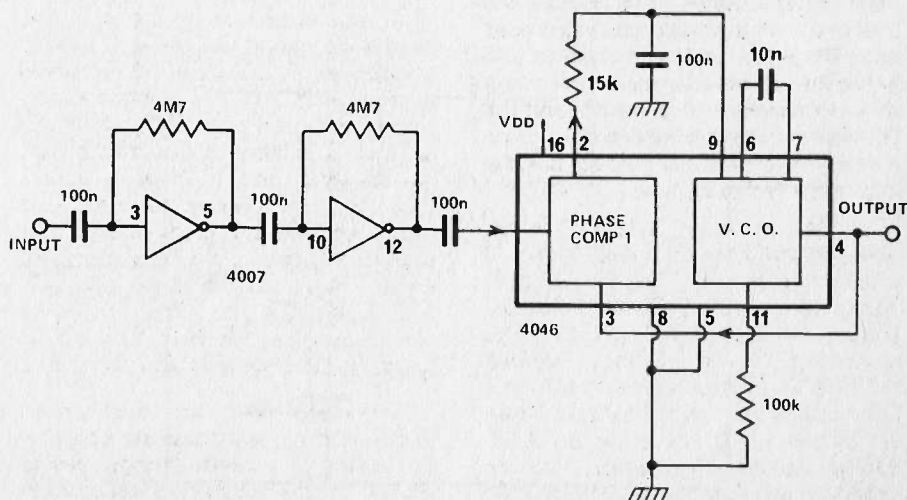 4M7
4M7
100n
100n
100n
3
5
10
12
INPUT
4007
15k
100n
10n
VDD
16
2
9
6
7
PHASE
COMP 1
V.C.O.
OUTPUT
4
3
8
5
11
4046
100k